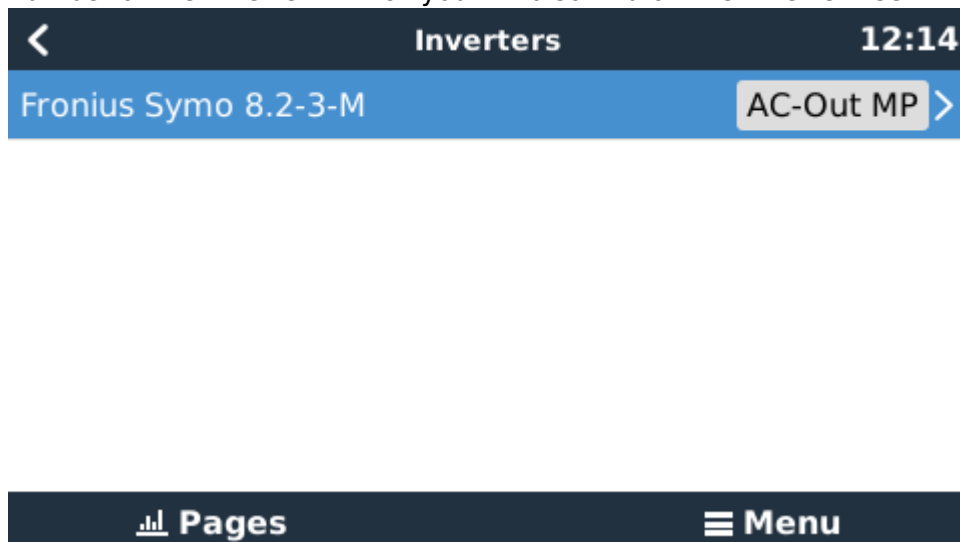 Inverters
12:14
Fronius Symo 8.2-3-M
AC-Out MP
Pages
Menu